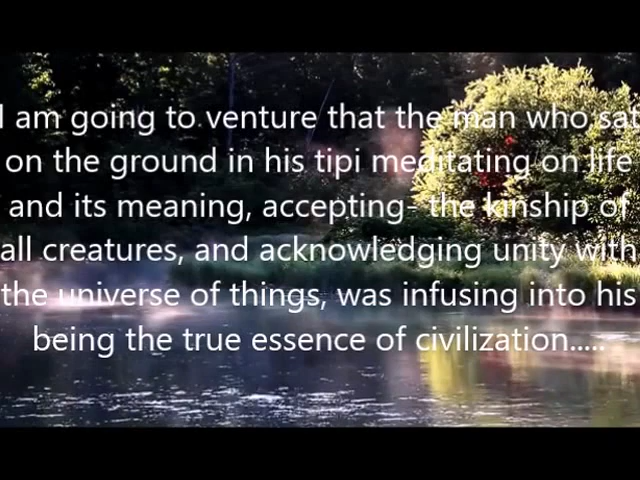 I am going to venture that the man who sat
on the ground in his tipi meditating on life
and its meaning, accepting- the kinship of
all creatures, and acknowledging unity with
the universe of things, was infusing into his
being the true essence of civilization.....